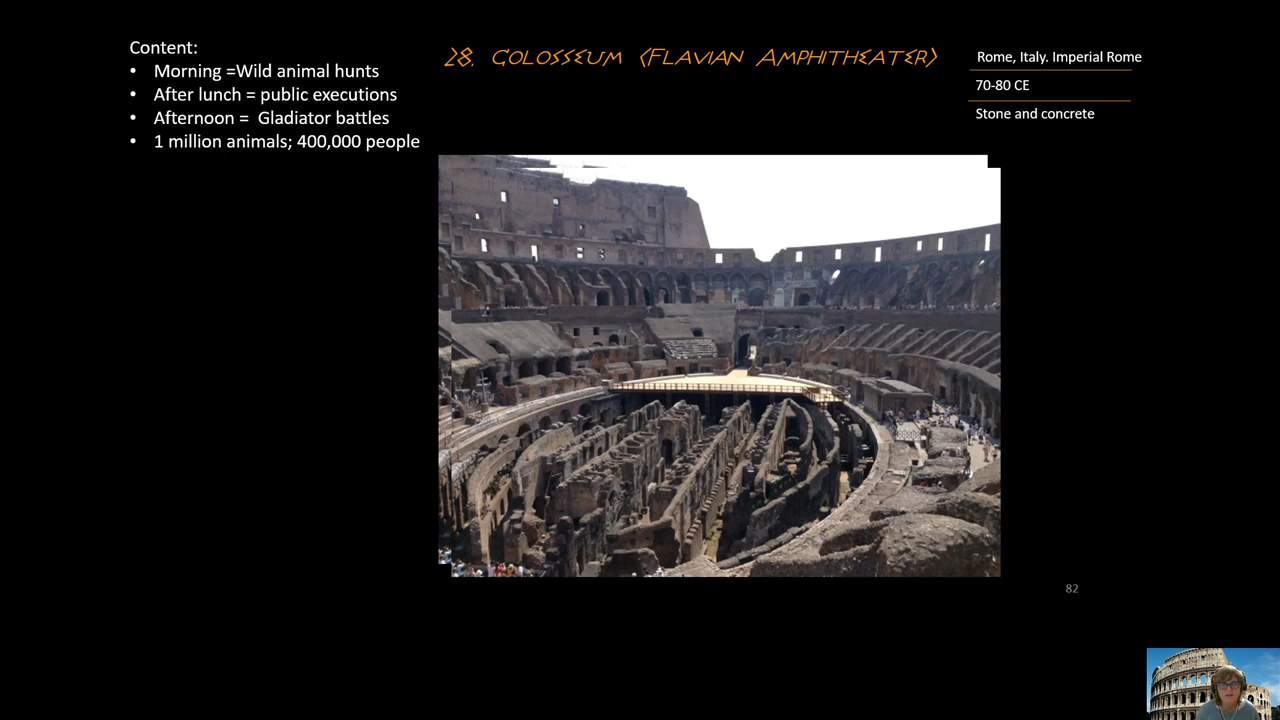 Content:
• Morning =Wild animal hunts
• After lunch = public executions
• Afternoon = Gladiator battles
• 1 million animals; 400,000 people
28. Colosseum (Flavian Amphitheater)
Rome, Italy. Imperial Rome
70-80 CE
Stone and concrete
82